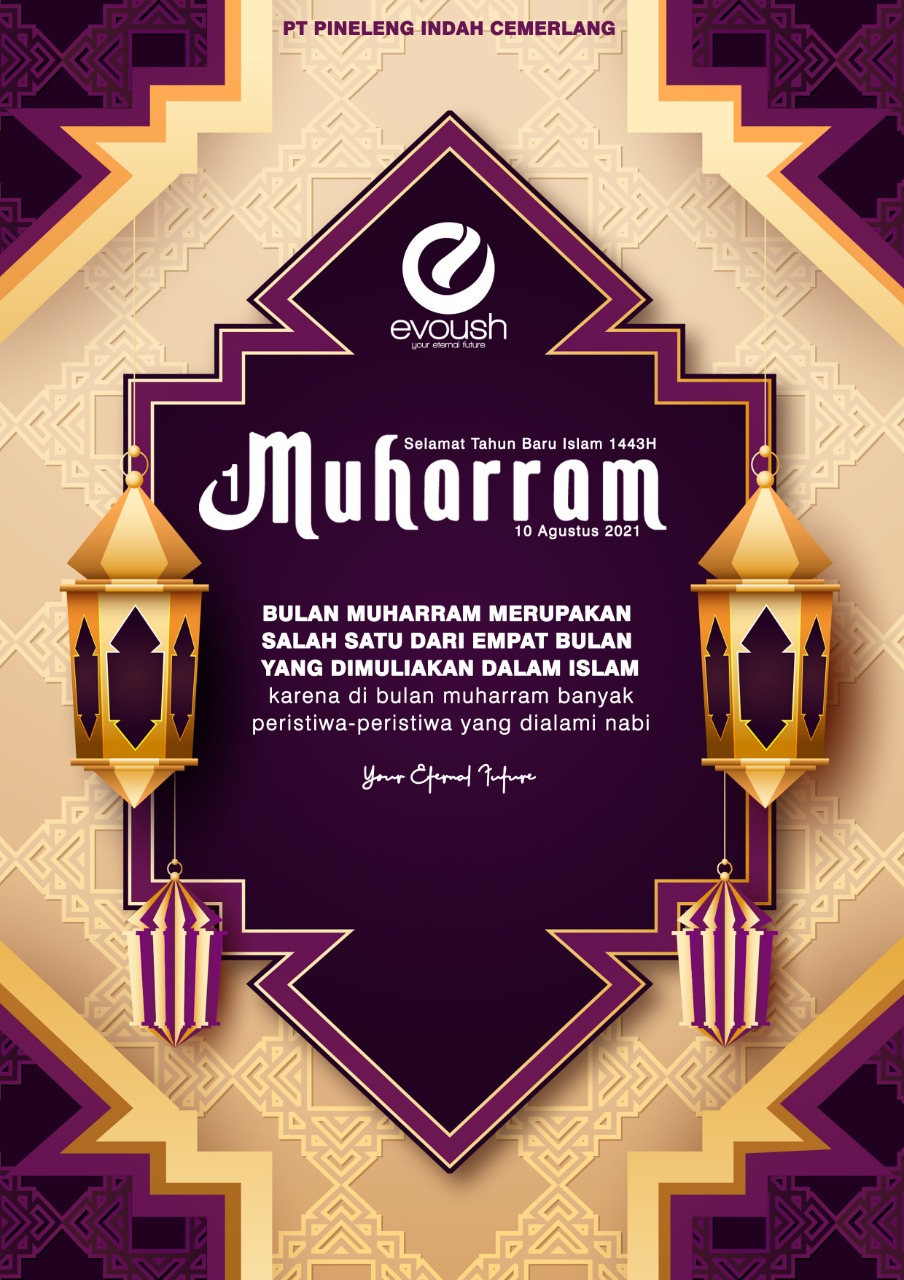 PT PINELENG INDAH CEMERLANG
evoush
your eternal future
Selamat Tahun Baru Islam 1443H
1 Muharram
10 Agustus 2021
BULAN MUHARRAM MERUPAKAN
SALAH SATU DARI EMPAT BULAN
YANG DIMULIAKAN DALAM ISLAM
karena di bulan muharram banyak
peristiwa-peristiwa yang dialami nabi
Your Eternal Future